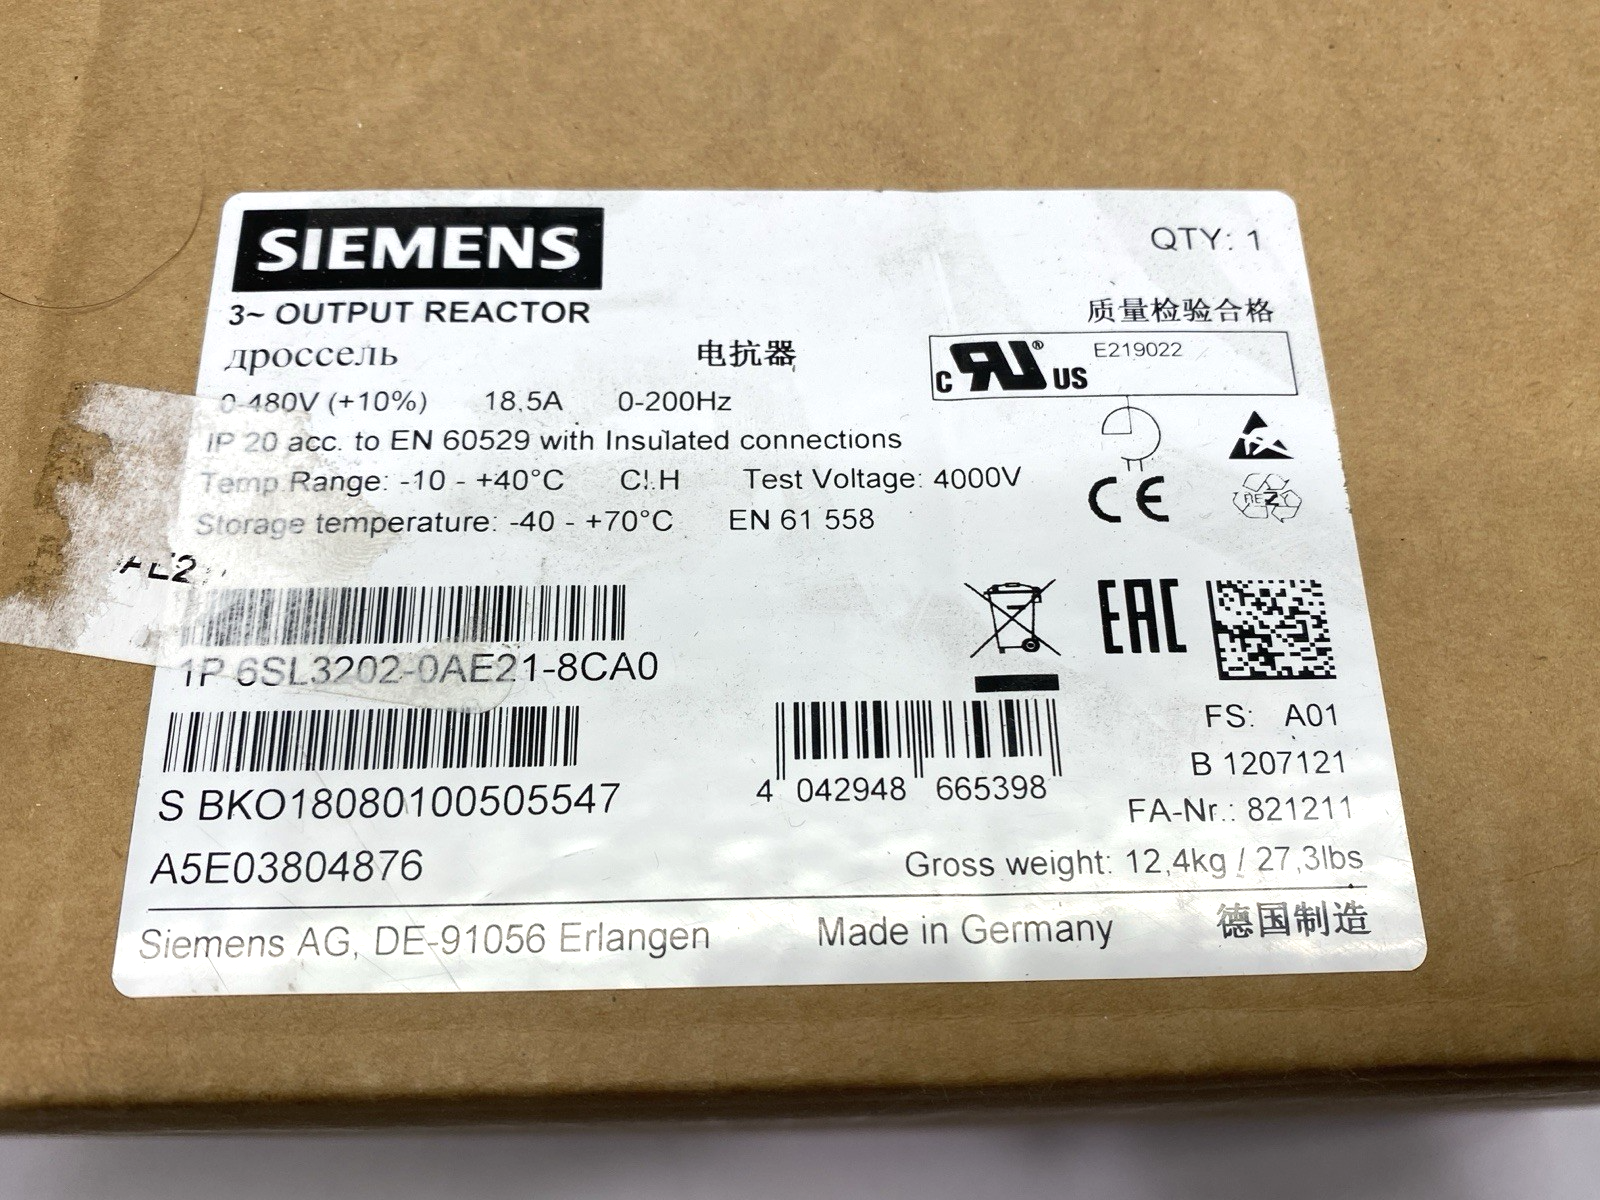 SIEMENS
QTY: 1
3~ OUTPUT REACTOR
质量检验合格
дроссель 电抗器
C RU® US E219022
0-480V (+10%) 18.5A 0-200Hz
IP 20 acc. to EN 60529 with Insulated connections
Temp Range: -10 - +40°C Cl.H Test Voltage: 4000V
CE
Storage temperature: -40 - +70°C EN 61 558
EAC
1P 6SL3202-0AE21-8CA0
FS: A01
B 1207121
S BKO18080100505547
4 042948 665398
FA-Nr.: 821211
A5E03804876
Gross weight: 12,4kg / 27,3lbs
Siemens AG, DE-91056 Erlangen Made in Germany 德国制造